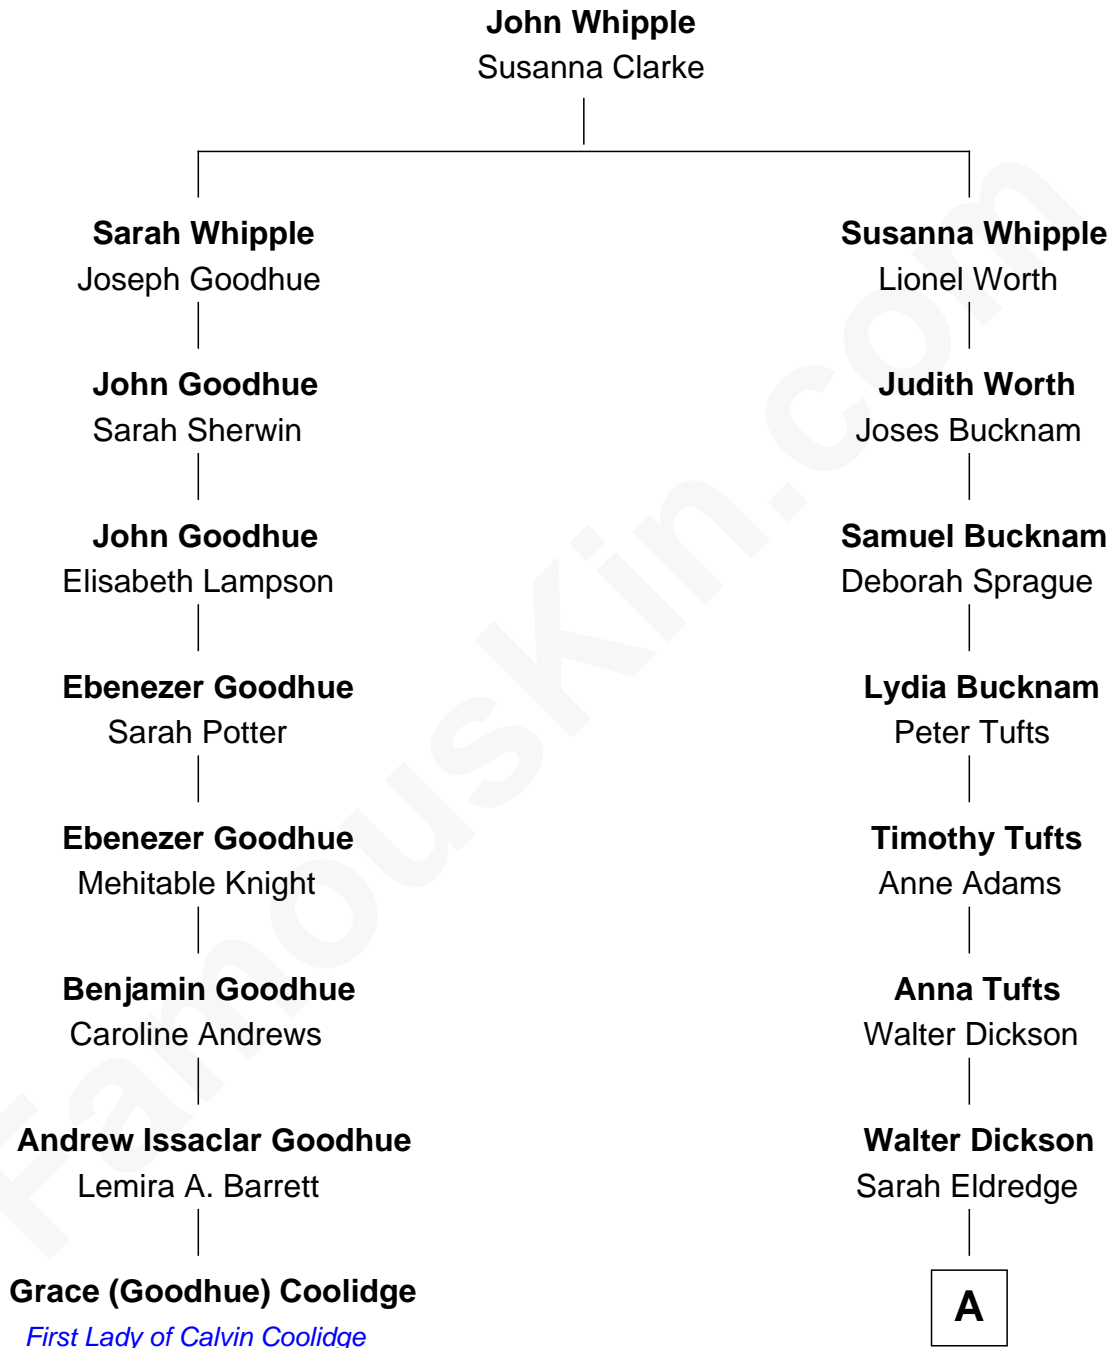 John Whipple
Susanna Clarke
Sarah Whipple
Joseph Goodhue
Susanna Whipple
Lionel Worth
John Goodhue
Sarah Sherwin
Judith Worth
Joses Bucknam
John Goodhue
Elisabeth Lampson
Samuel Bucknam
Deborah Sprague
Ebenezer Goodhue
Sarah Potter
Lydia Bucknam
Peter Tufts
Ebenezer Goodhue
Mehitable Knight
Timothy Tufts
Anne Adams
Benjamin Goodhue
Caroline Andrews
Anna Tufts
Walter Dickson
Andrew Issaclar Goodhue
Lemira A. Barrett
Walter Dickson
Sarah Eldredge
Grace (Goodhue) Coolidge
First Lady of Calvin Coolidge
A
FamousKin.com